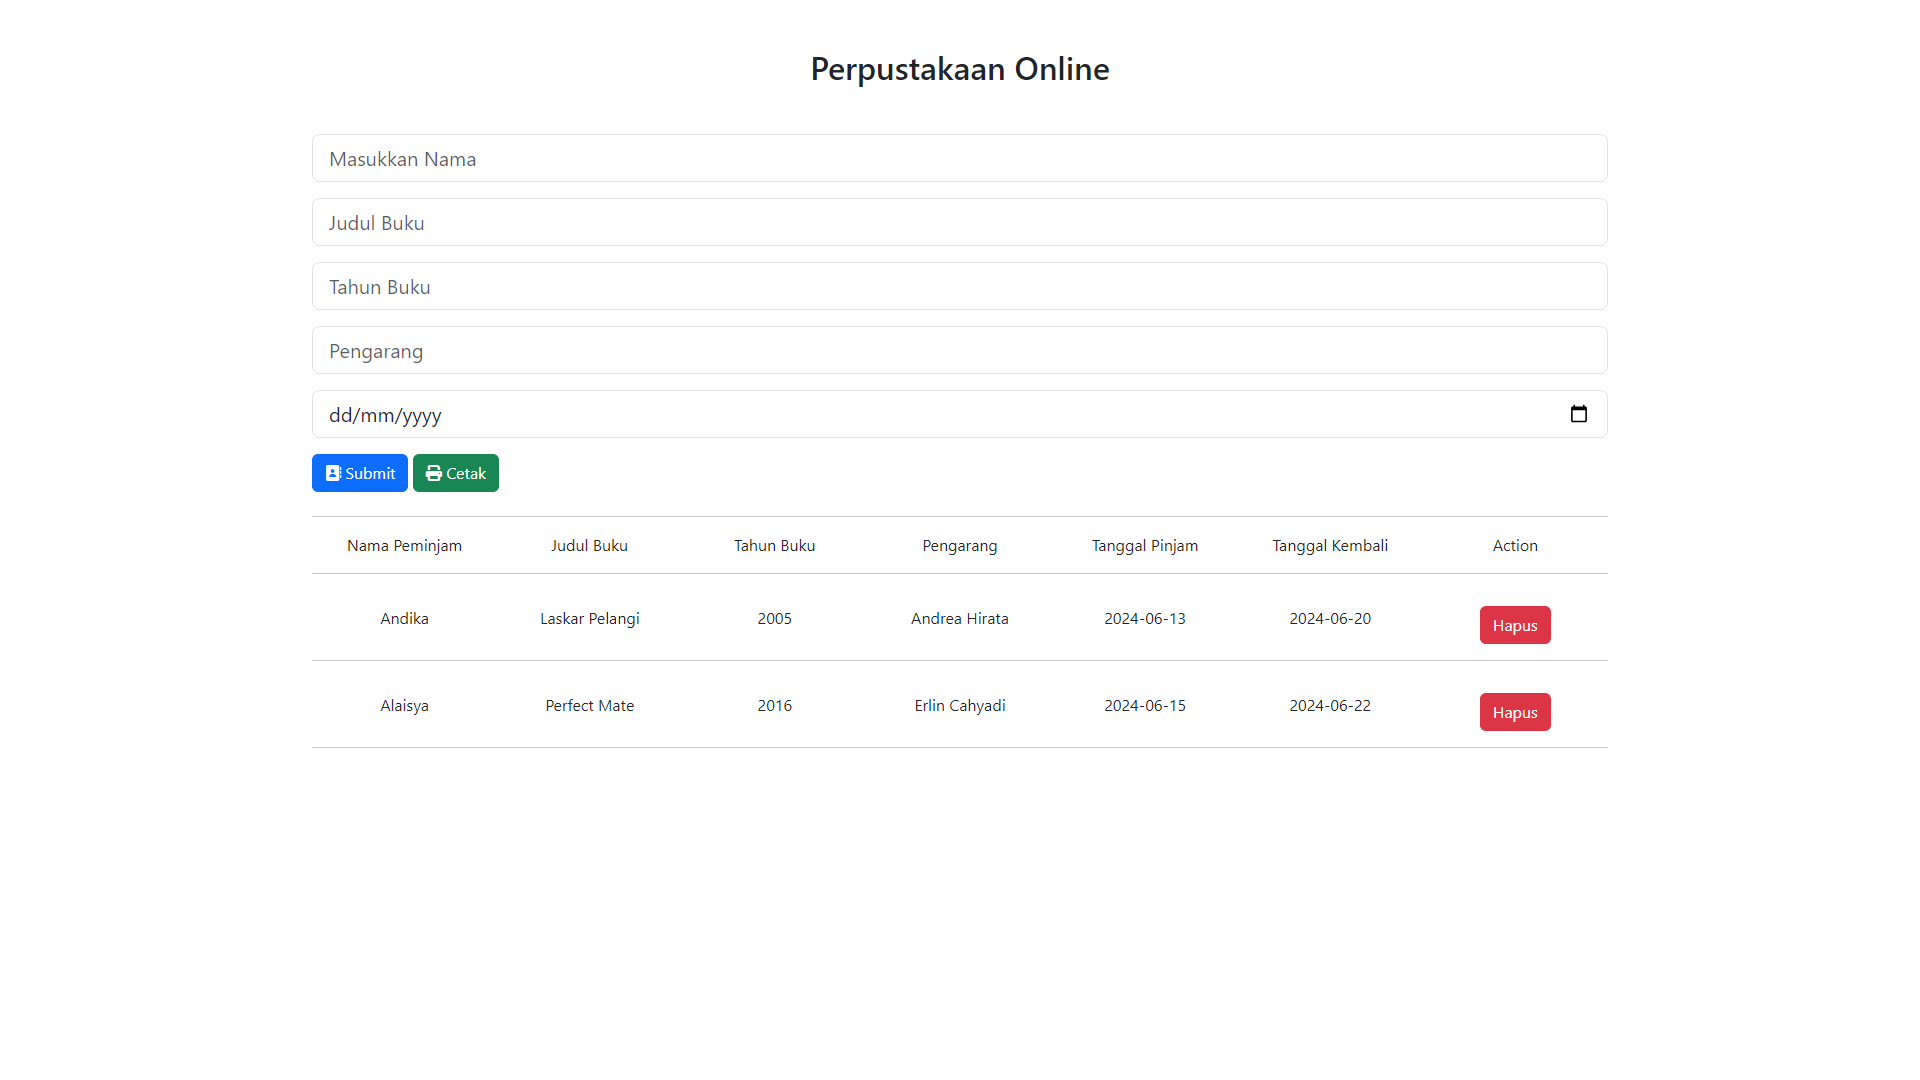 Perpustakaan Online
Masukkan Nama
Judul Buku
Tahun Buku
Pengarang
dd/mm/yyyy
Submit Cetak
Nama Peminjam Judul Buku Tahun Buku Pengarang Tanggal Pinjam Tanggal Kembali Action
Andika Laskar Pelangi 2005 Andrea Hirata 2024-06-13 2024-06-20 Hapus
Alaisya Perfect Mate 2016 Erlin Cahyadi 2024-06-15 2024-06-22 Hapus